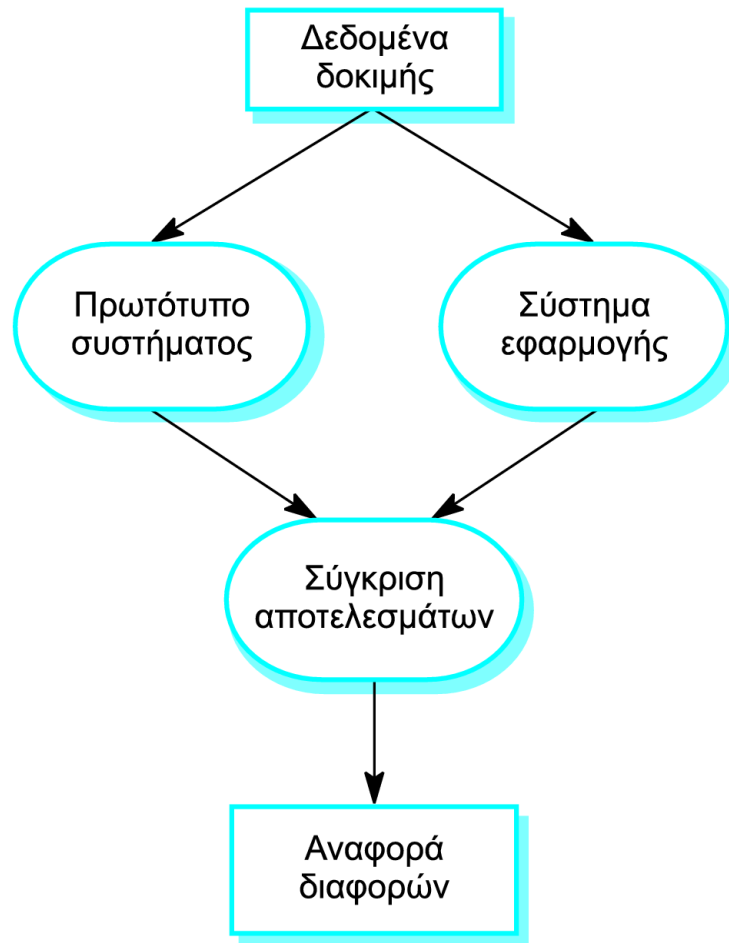 Δεδομένα
δοκιμής
Πρωτότυπο
συστήματος
Σύστημα
εφαρμογής
Σύγκριση
αποτελεσμάτων
Αναφορά
διαφορών